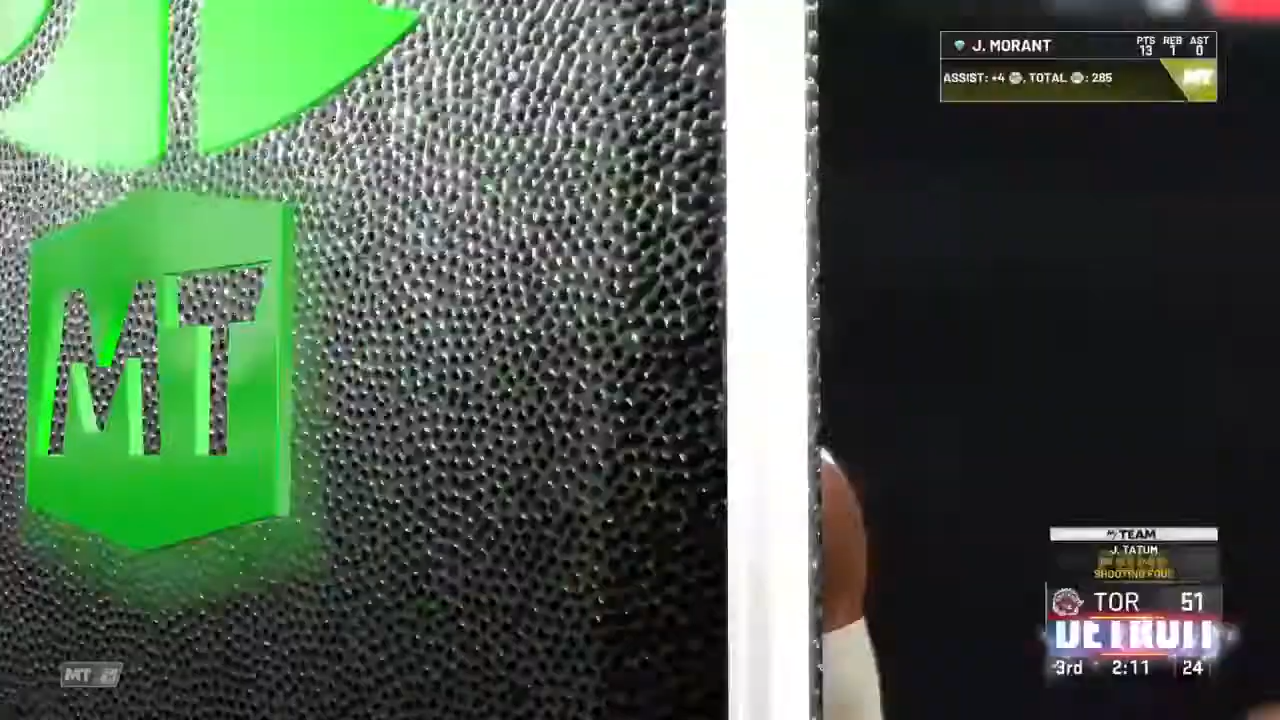 MT
J. MORANT
PTS REB AST
13 1 0
ASSIST: +4 , TOTAL : 285
MT
MyTEAM
J. TATUM
SHOOTING FOUL
TOR 51
DETROIT
3rd 2:11 24
MT